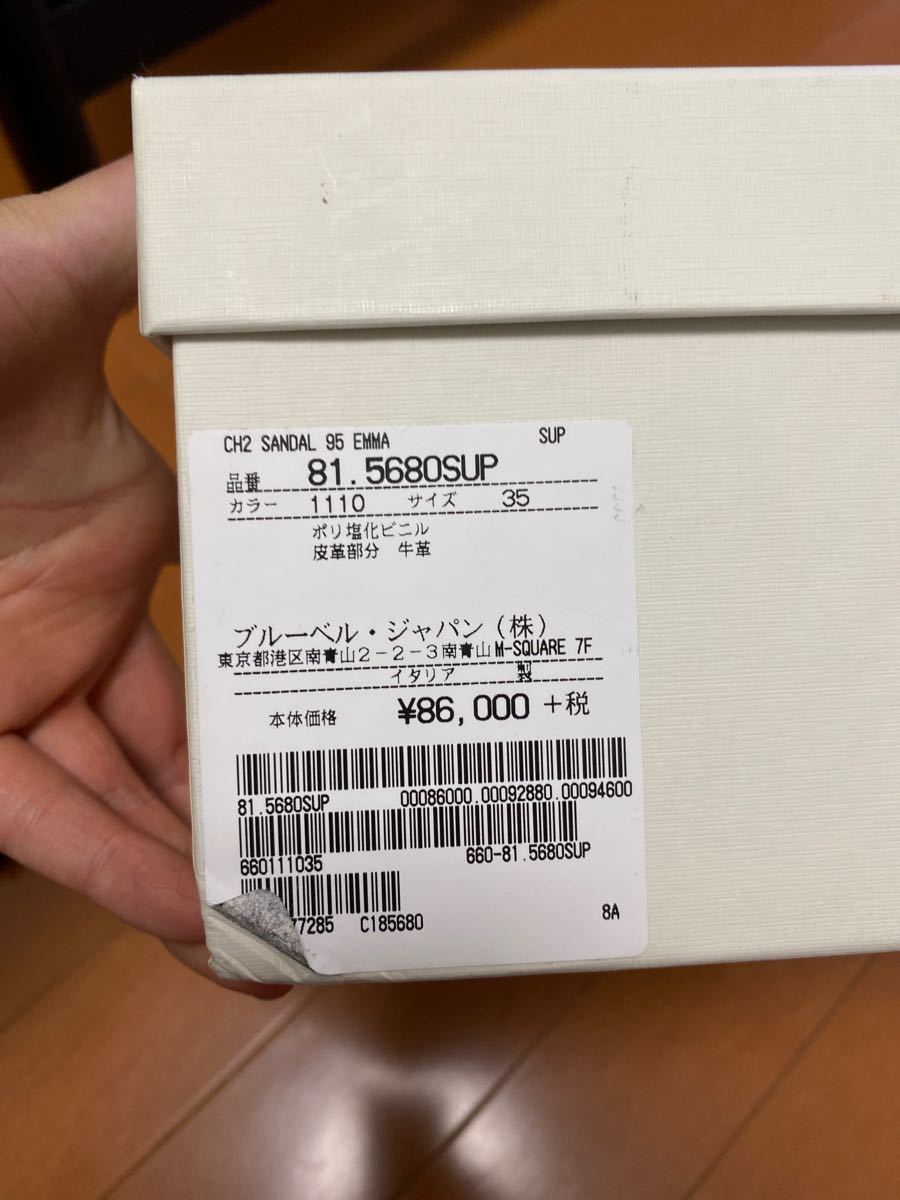 CH2 SANDAL 95 EMMA SUP
品番 81.5680SUP
カラー 1110 サイズ 35
ポリ塩化ビニル
皮革部分 牛革
ブルーベル・ジャパン(株)
東京都港区南青山2-2-3南青山M-SQUARE 7F
イタリア 製
本体価格 ¥86,000 +税
81.5680SUP 00086000.00092880.00094600
660111035 660-81.5680SUP
77285 C185680 8A